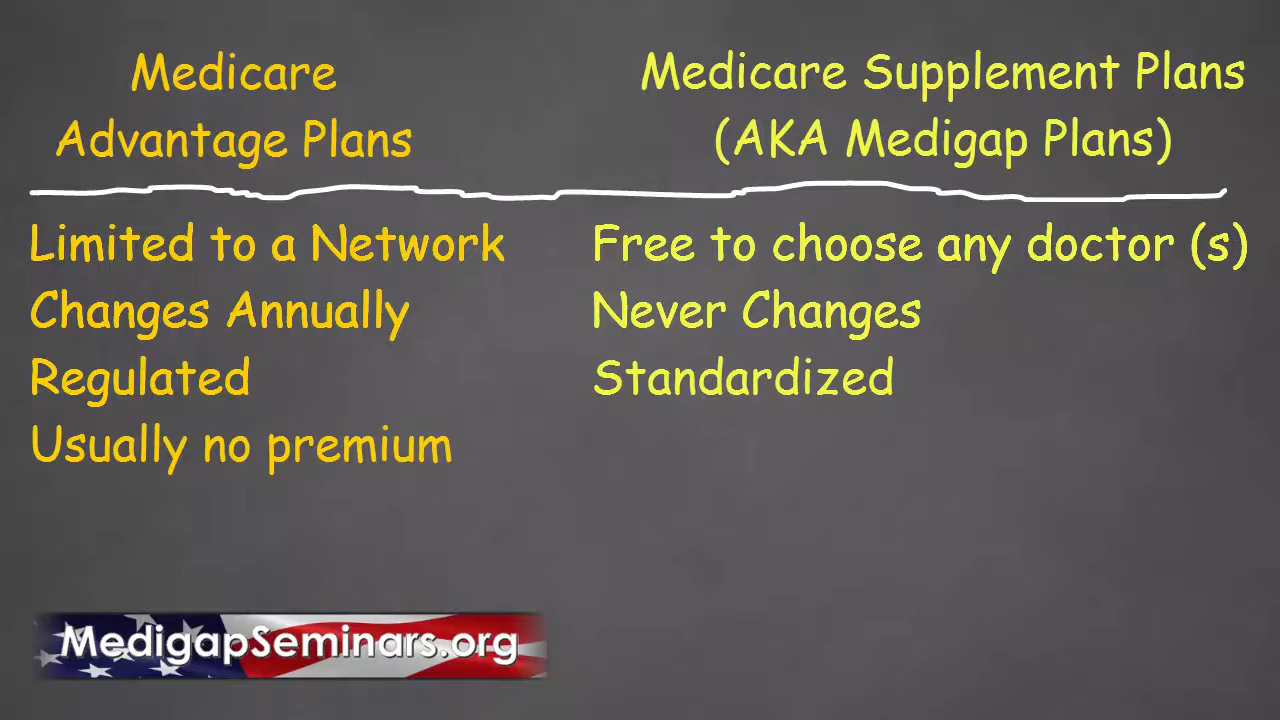 Medicare
Advantage Plans
Medicare Supplement Plans
(AKA Medigap Plans)
Limited to a Network
Changes Annually
Regulated
Usually no premium
Free to choose any doctor (s)
Never Changes
Standardized
MedigapSeminars.org